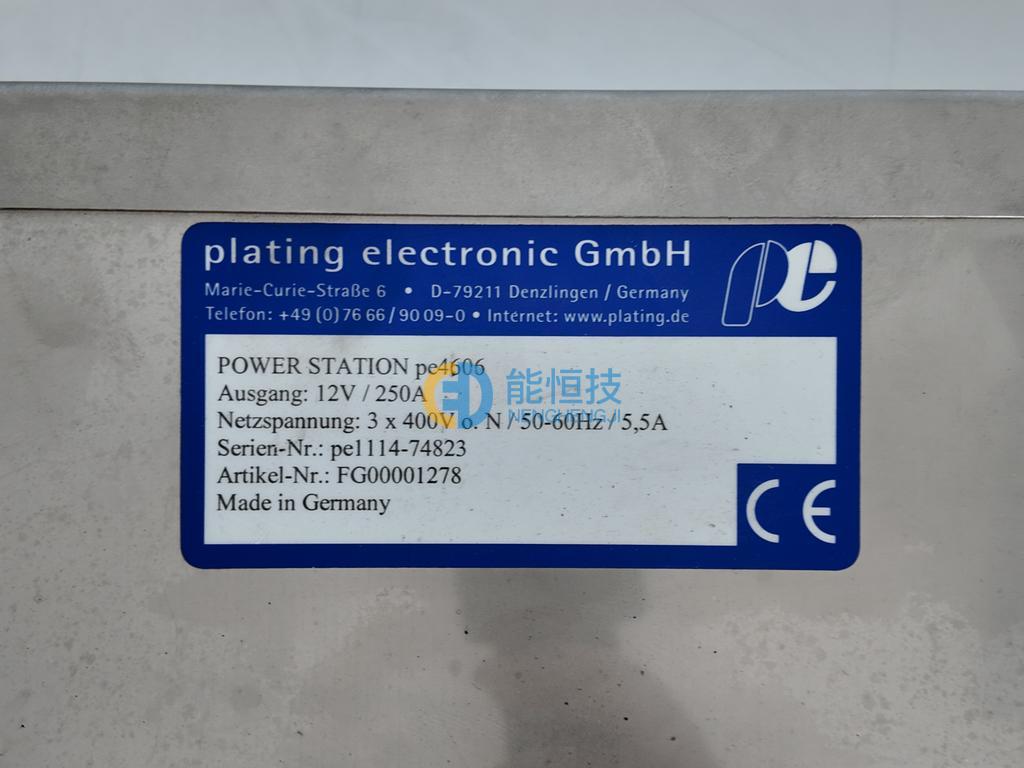 plating electronic GmbH
pe
Marie-Curie-Straße 6 • D-79211 Denzlingen / Germany
Telefon: +49 (0) 76 66 / 90 09-0 • Internet: www.plating.de
POWER STATION pe4606
Ausgang: 12V / 250A
Netzspannung: 3 x 400V o. N / 50-60Hz / 5,5A
Serien-Nr.: pe1114-74823
Artikel-Nr.: FG00001278
Made in Germany
CE
能恒技
NENGHENGJI